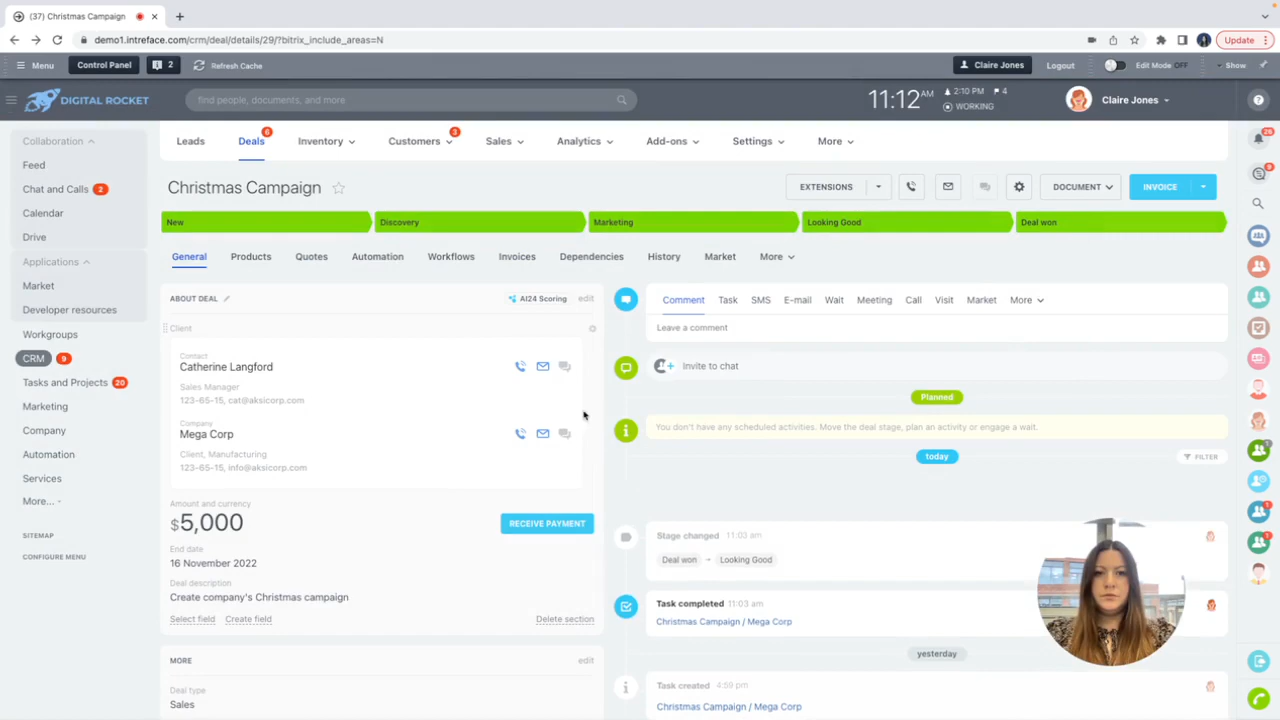 (37) Christmas Campaign
demo1.intreface.com/crm/deal/details/29/?bitrix_include_areas=N
Update
Menu
Control Panel
2
Refresh Cache
Claire Jones
Logout
Edit Mode OFF
Show
DIGITAL ROCKET
find people, documents, and more
11:12 AM
2:10 PM 4
WORKING
Claire Jones
?
Collaboration
Feed
Chat and Calls 2
Calendar
Drive
Applications
Market
Developer resources
Workgroups
CRM 9
Tasks and Projects 20
Marketing
Company
Automation
Services
More...
SITEMAP
CONFIGURE MENU
Leads
Deals 6
Inventory
Customers 3
Sales
Analytics
Add-ons
Settings
More
Christmas Campaign
EXTENSIONS
DOCUMENT
INVOICE
New
Discovery
Marketing
Looking Good
Deal won
General
Products
Quotes
Automation
Workflows
Invoices
Dependencies
History
Market
More
ABOUT DEAL
AI24 Scoring
edit
Client
Contact
Catherine Langford
Sales Manager
123-65-15, cat@aksicorp.com
Company
Mega Corp
Client, Manufacturing
123-65-15, info@aksicorp.com
Amount and currency
$5,000
RECEIVE PAYMENT
End date
16 November 2022
Deal description
Create company's Christmas campaign
Select field
Create field
Delete section
MORE
edit
Deal type
Sales
Comment
Task
SMS
E-mail
Wait
Meeting
Call
Visit
Market
More
Leave a comment
Invite to chat
Planned
You don't have any scheduled activities. Move the deal stage, plan an activity or engage a wait.
today
FILTER
Stage changed 11:03 am
Deal won → Looking Good
Task completed 11:03 am
Christmas Campaign / Mega Corp
yesterday
Task created 4:59 pm
Christmas Campaign / Mega Corp
26
9